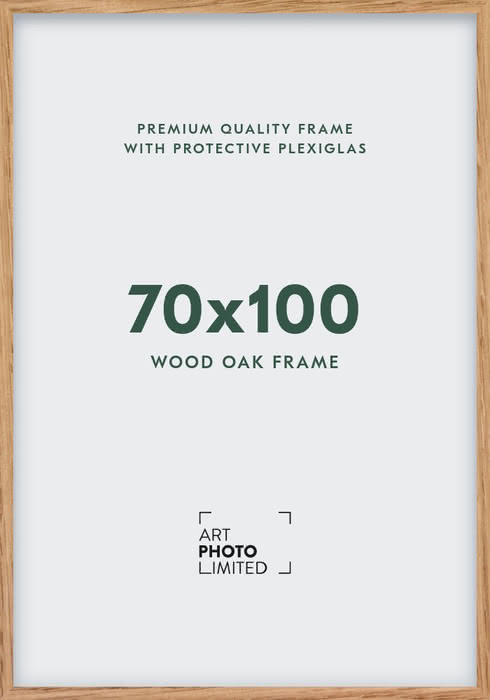 PREMIUM QUALITY FRAME
WITH PROTECTIVE PLEXIGLAS
70x100
WOOD OAK FRAME
ART
PHOTO
LIMITED